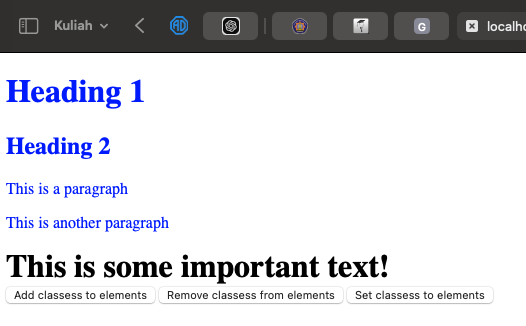 Kuliah
localho
Heading 1
Heading 2
This is a paragraph
This is another paragraph
This is some important text!
Add classess to elements Remove classess from elements Set classess to elements